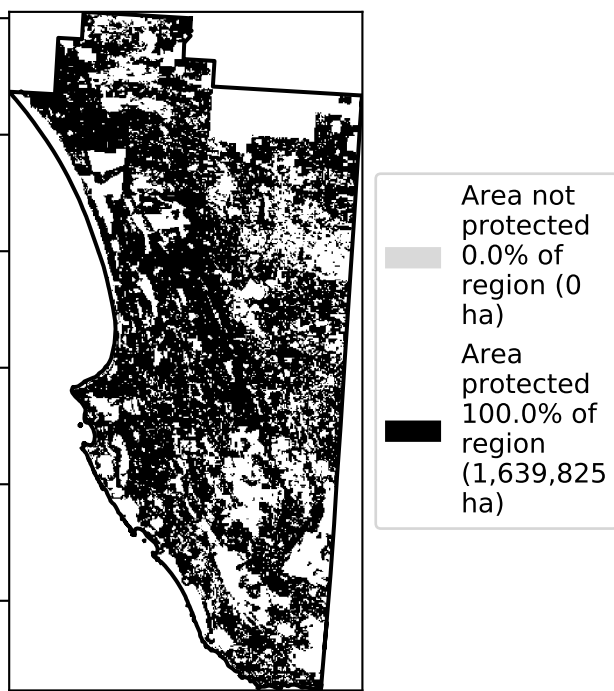 Area not
protected
0.0% of
region (0
ha)
Area
protected
100.0% of
region
(1,639,825
ha)